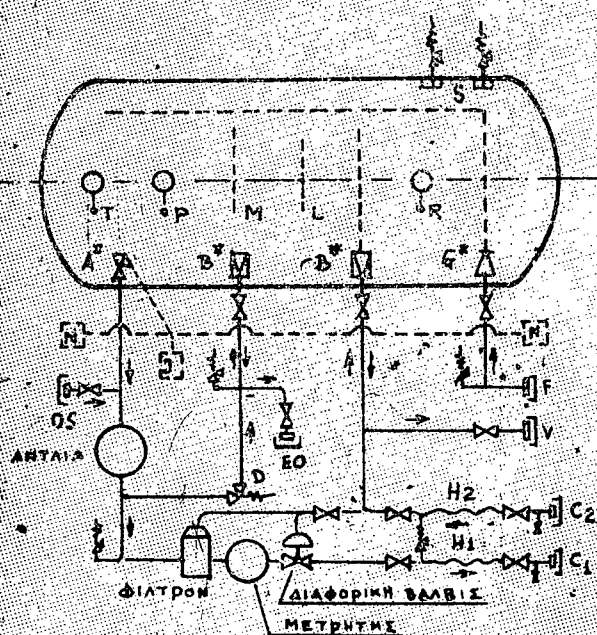 S
T P M L R
A* B* B* G*
N N
S
F
OS
V
ΑΝΤΛΙΑ
EO
D
H2
C2
H1
C1
ΦΙΛΤΡΟΝ
ΔΙΑΦΟΡΙΚΗ ΒΑΛΒΙΣ
ΜΕΤΡΗΤΗΣ